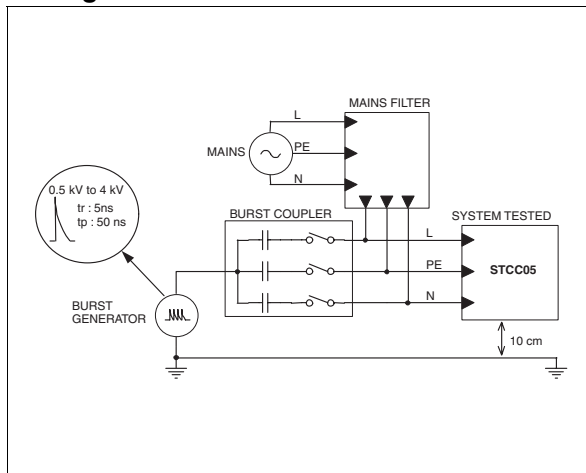 MAINS FILTER
L
MAINS
PE
N
0.5 kV to 4 kV
tr : 5ns
tp : 50 ns
BURST COUPLER
SYSTEM TESTED
L
PE
STCC05
N
BURST
GENERATOR
10 cm